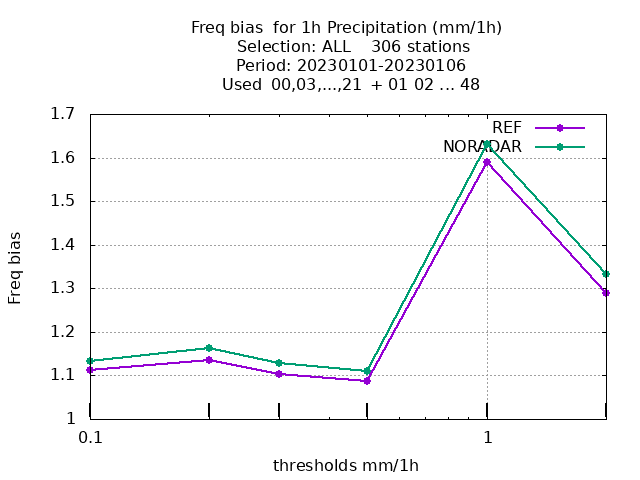 Freq bias  for 1h Precipitation (mm/1h)
Selection: ALL    306 stations
Period: 20230101-20230106
Used  00,03,...,21  + 01 02 ... 48
1.7
1.6
1.5
1.4
1.3
1.2
1.1
1
Freq bias
REF
NORADAR
0.1
1
thresholds mm/1h